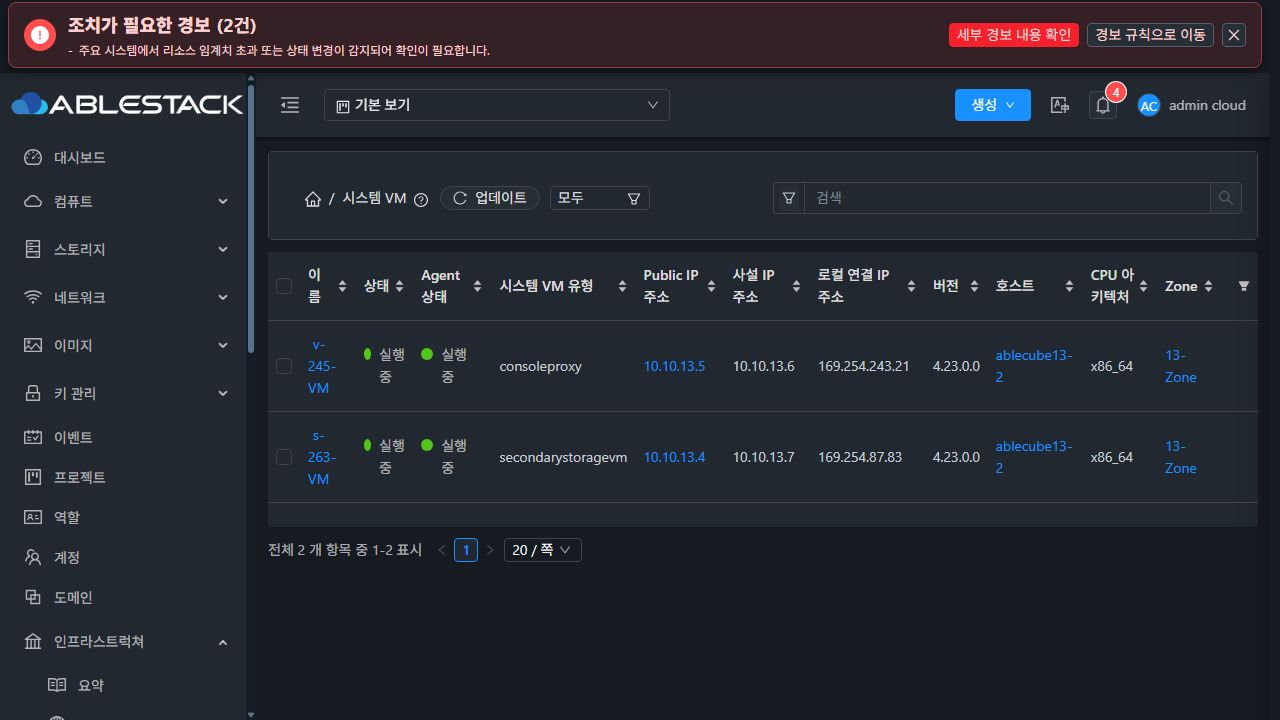 조치가 필요한 경보 (2건)
- 주요 시스템에서 리소스 임계치 초과 또는 상태 변경이 감지되어 확인이 필요합니다.
세부 경보 내용 확인
경보 규칙으로 이동
ABLESTACK
기본 보기
생성
4
AC
admin cloud
대시보드
컴퓨트
스토리지
네트워크
이미지
키 관리
이벤트
프로젝트
역할
계정
도메인
인프라스트럭쳐
요약
/ 시스템 VM
업데이트
모두
검색
이름
상태
Agent 상태
시스템 VM 유형
Public IP 주소
사설 IP 주소
로컬 연결 IP 주소
버전
호스트
CPU 아키텍처
Zone
v-245-VM
실행 중
실행 중
consoleproxy
10.10.13.5
10.10.13.6
169.254.243.21
4.23.0.0
ablecube13-2
x86_64
13-Zone
s-263-VM
실행 중
실행 중
secondarystoragevm
10.10.13.4
10.10.13.7
169.254.87.83
4.23.0.0
ablecube13-2
x86_64
13-Zone
전체 2 개 항목 중 1-2 표시
1
20 / 쪽